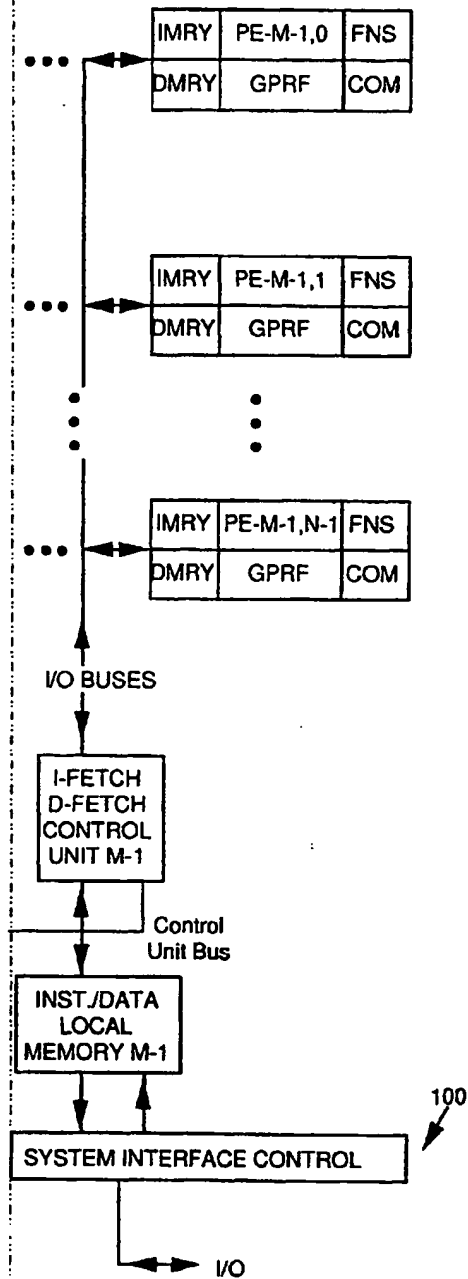 IMRY PE-M-1,0 FNS
DMRY GPRF COM
IMRY PE-M-1,1 FNS
DMRY GPRF COM
IMRY PE-M-1,N-1 FNS
DMRY GPRF COM
I/O BUSES
I-FETCH
D-FETCH
CONTROL
UNIT M-1
Control
Unit Bus
INST./DATA
LOCAL
MEMORY M-1
100
SYSTEM INTERFACE CONTROL
I/O